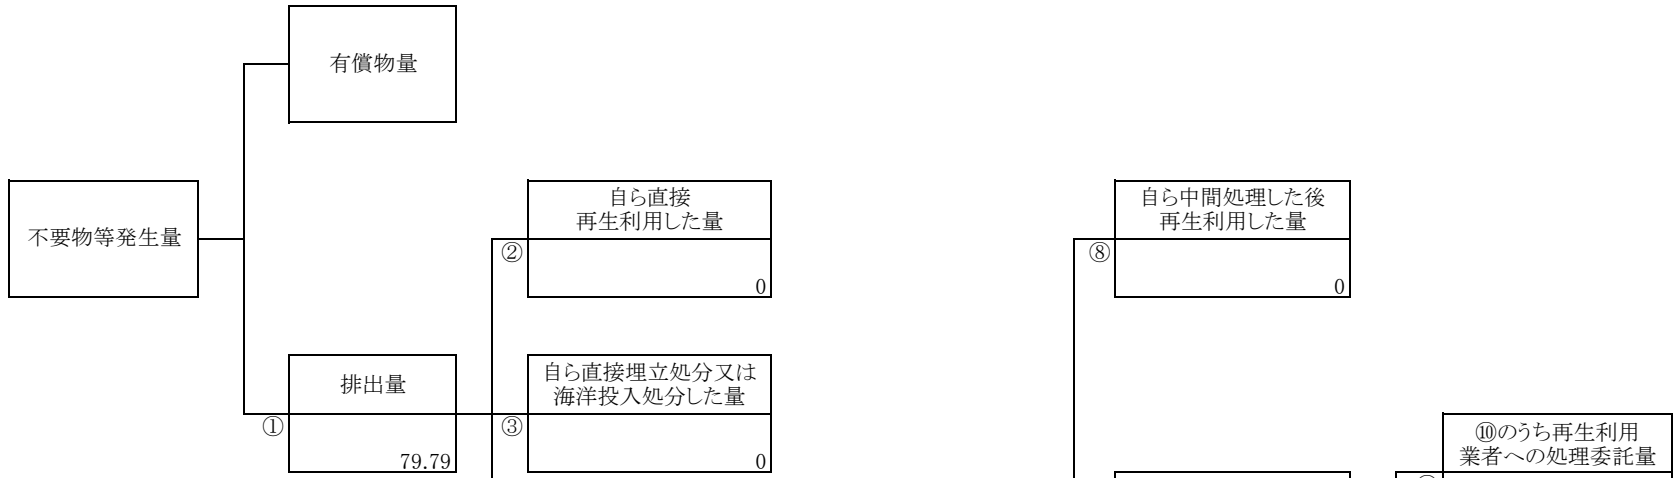 有償物量
不要物等発生量
自ら直接
再生利用した量
②
0
自ら中間処理した後
再生利用した量
⑧
0
排出量
①
79.79
自ら直接埋立処分又は
海洋投入処分した量
③
0
⑩のうち再生利用
業者への処理委託量